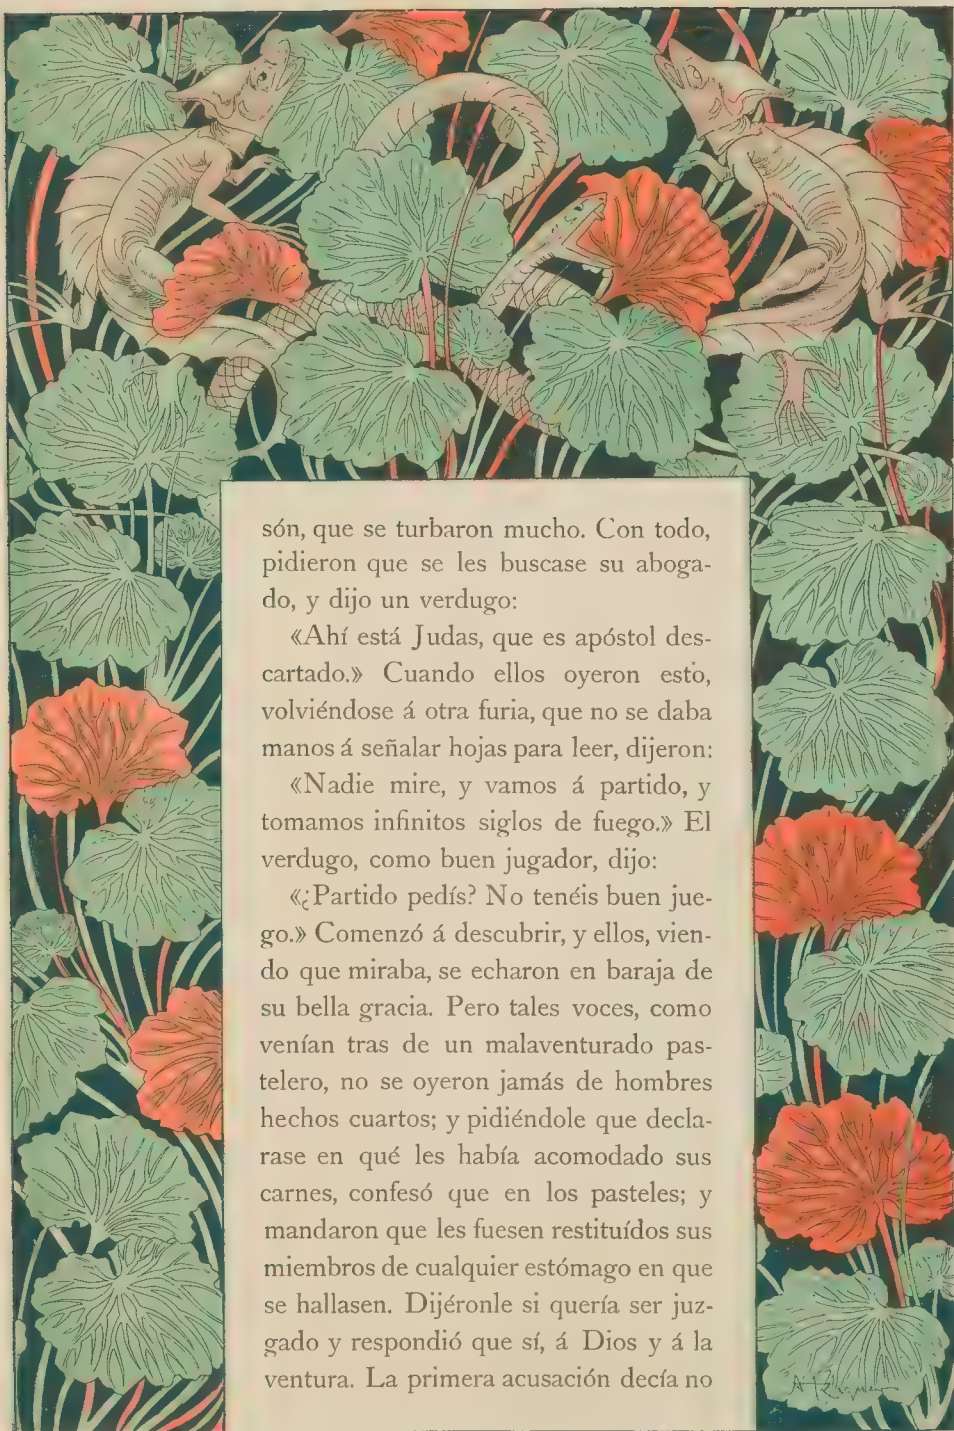 són, que se turbaron mucho. Con todo,
pidieron que se les buscase su aboga-
do, y dijo un verdugo:
«Ahí está Judas, que es apóstol des-
cartado.» Cuando ellos oyeron esto,
volviéndose á otra furia, que no se daba
manos á señalar hojas para leer, dijeron:
«Nadie mire, y vamos á partido, y
tomamos infinitos siglos de fuego.» El
verdugo, como buen jugador, dijo:
«¿Partido pedís? No tenéis buen jue-
go.» Comenzó á descubrir, y ellos, vien-
do que miraba, se echaron en baraja de
su bella gracia. Pero tales voces, como
venían tras de un malaventurado pas-
telero, no se oyeron jamás de hombres
hechos cuartos; y pidiéndole que decla-
rase en qué les había acomodado sus
carnes, confesó que en los pasteles; y
mandaron que les fuesen restituídos sus
miembros de cualquier estómago en que
se hallasen. Dijéronle si quería ser juz-
gado y respondió que sí, á Dios y á la
ventura. La primera acusación decía no